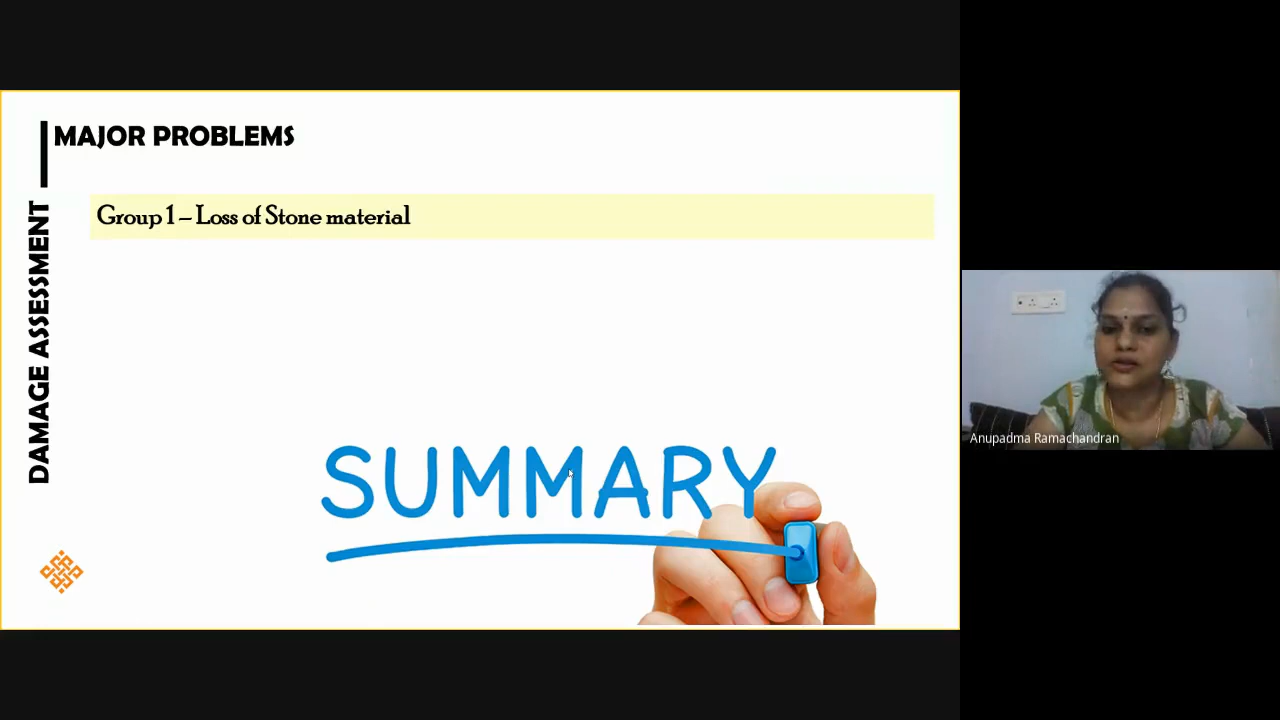 MAJOR PROBLEMS
DAMAGE ASSESSMENT
Group 1 – Loss of Stone material
SUMMARY
Anupadma Ramachandran